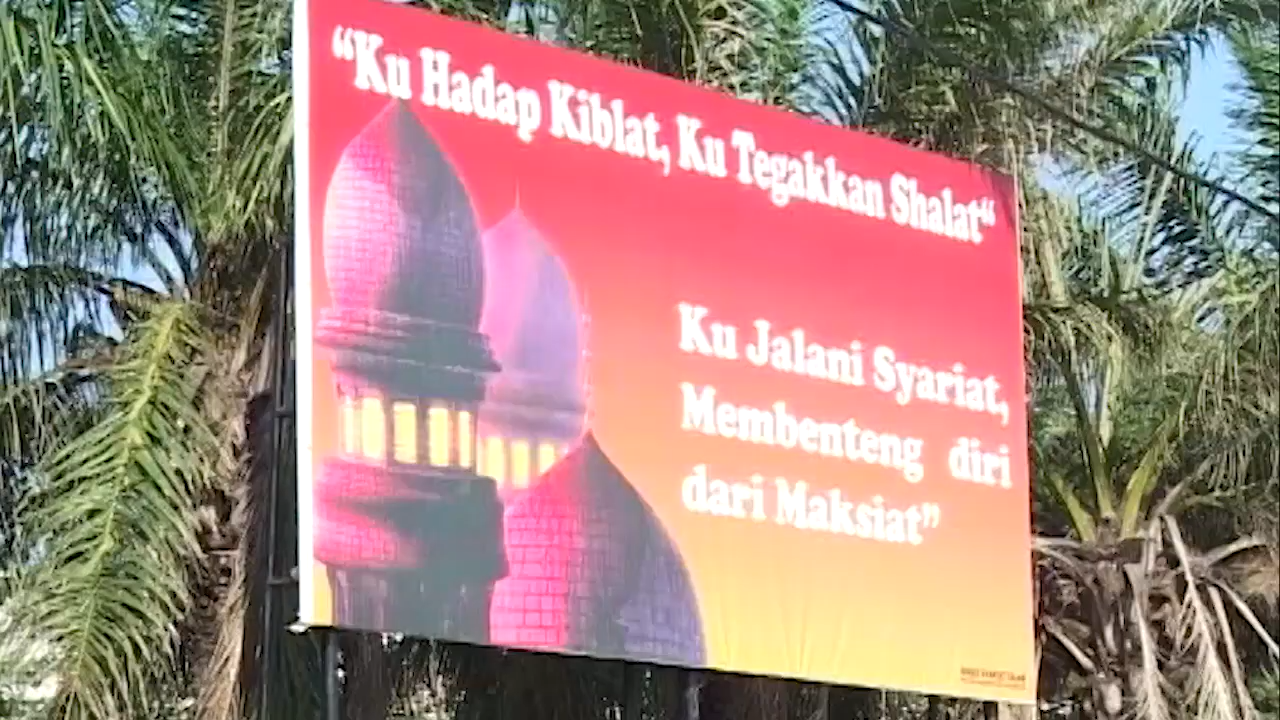 “Ku Hadap Kiblat, Ku Tegakkan Shalat“
Ku Jalani Syariat,
Membenteng diri
dari Maksiat”